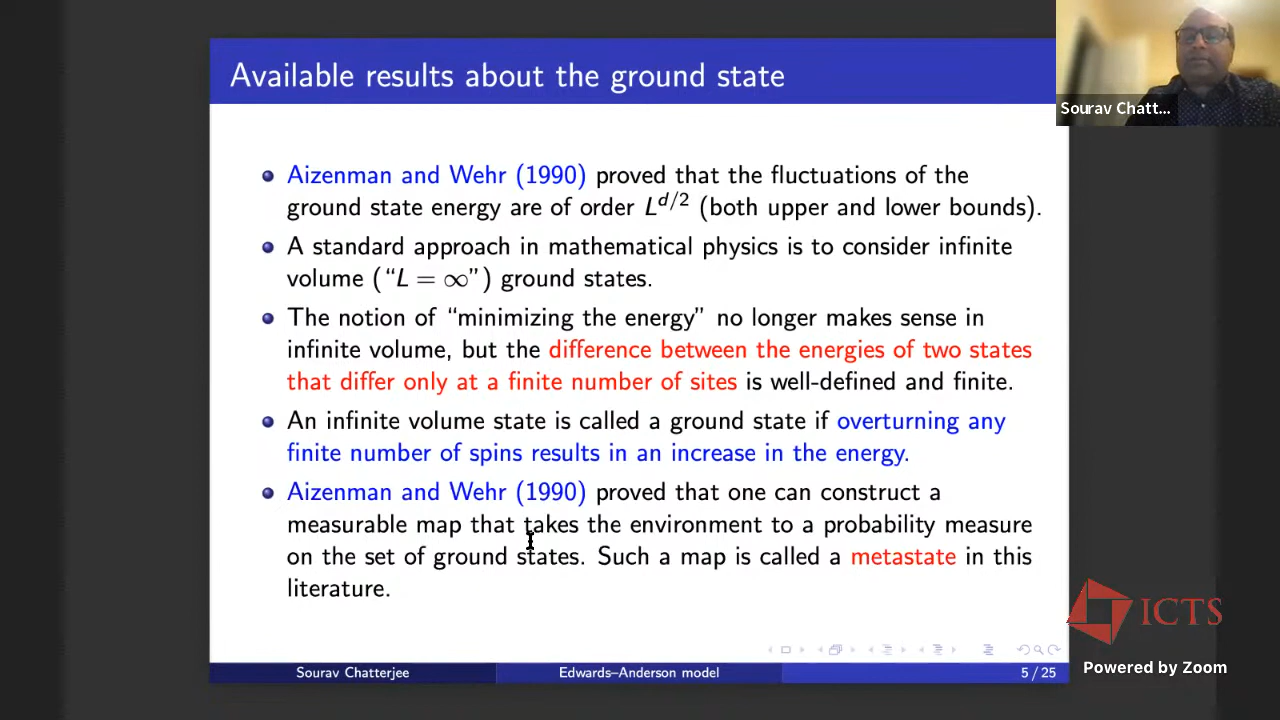 Available results about the ground state
Sourav Chatt...
Aizenman and Wehr (1990) proved that the fluctuations of the
ground state energy are of order L^{d/2} (both upper and lower bounds).
A standard approach in mathematical physics is to consider infinite
volume (“L = ∞”) ground states.
The notion of “minimizing the energy” no longer makes sense in
infinite volume, but the difference between the energies of two states
that differ only at a finite number of sites is well-defined and finite.
An infinite volume state is called a ground state if overturning any
finite number of spins results in an increase in the energy.
Aizenman and Wehr (1990) proved that one can construct a
measurable map that takes the environment to a probability measure
on the set of ground states. Such a map is called a metastate in this
literature.
ICTS
Powered by Zoom
Sourav Chatterjee
Edwards–Anderson model
5 / 25